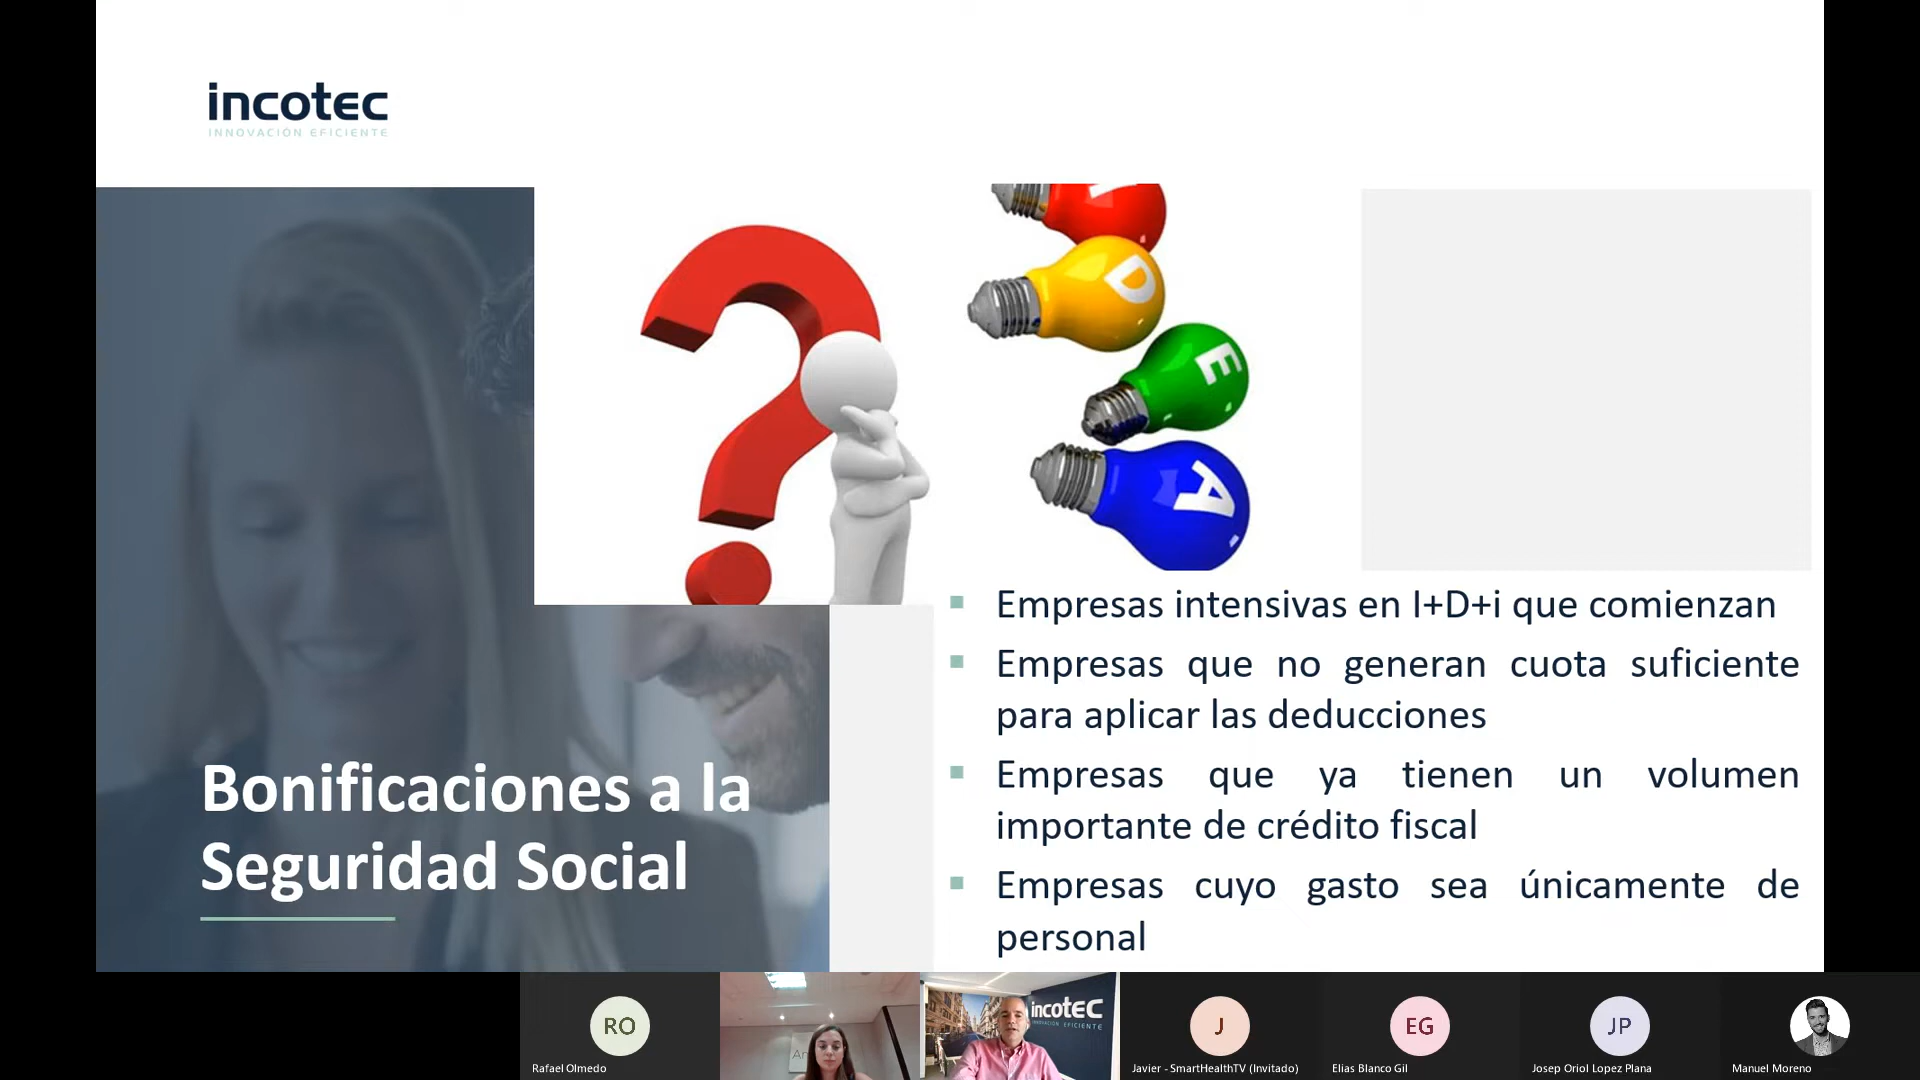 incotec
INNOVACIÓN EFICIENTE
D
E
A
Empresas intensivas en I+D+i que comienzan
Empresas que no generan cuota suficiente
para aplicar las deducciones
Empresas que ya tienen un volumen
importante de crédito fiscal
Empresas cuyo gasto sea únicamente de
personal
Bonificaciones a la
Seguridad Social
RO
Rafael Olmedo
An
incotec
INNOVACIÓN EFICIENTE
J
Javier - SmartHealthTV (Invitado)
EG
Elias Blanco Gil
JP
Josep Oriol Lopez Plana
Manuel Moreno